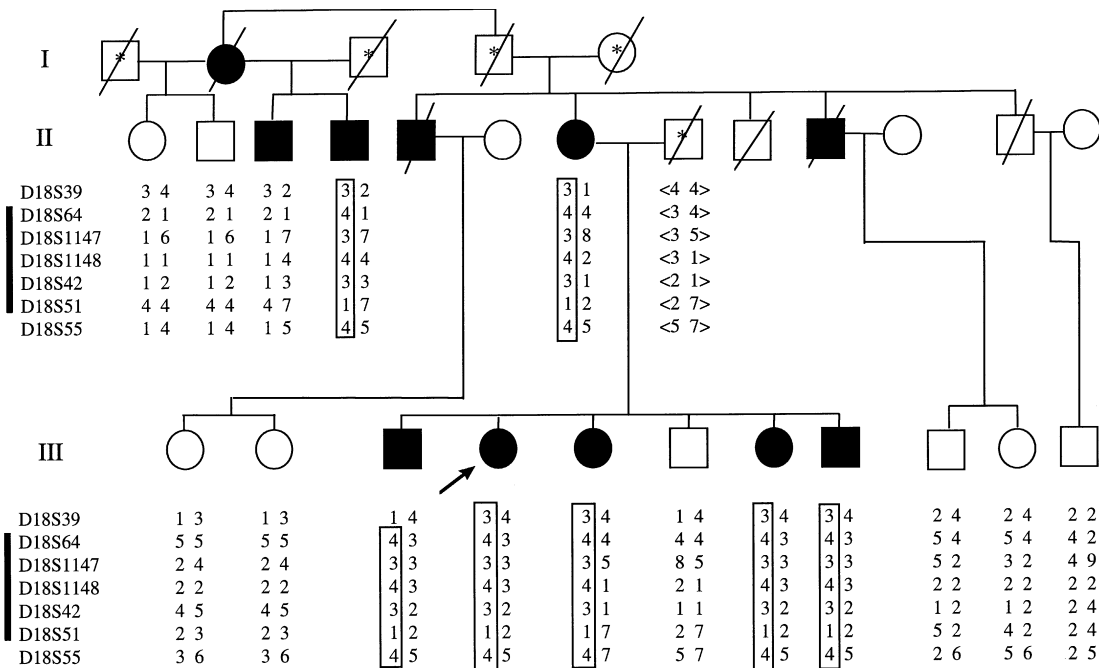 I
* * * *
II *
D18S39 3 4 3 4 3 2 3 2 3 1 <4 4>
D18S64 2 1 2 1 2 1 4 1 4 4 <3 4>
D18S1147 1 6 1 6 1 7 3 7 3 8 <3 5>
D18S1148 1 1 1 1 1 4 4 4 4 2 <3 1>
D18S42 1 2 1 2 1 3 3 3 3 1 <2 1>
D18S51 4 4 4 4 4 7 1 7 1 2 <2 7>
D18S55 1 4 1 4 1 5 4 5 4 5 <5 7>
III
D18S39 1 3 1 3 1 4 3 4 3 4 1 4 3 4 3 4 2 4 2 4 2 2
D18S64 5 5 5 5 4 3 4 3 4 4 4 4 4 3 4 3 5 4 5 4 4 2
D18S1147 2 4 2 4 3 3 3 3 3 5 8 5 3 3 3 3 5 2 3 2 4 9
D18S1148 2 2 2 2 4 3 4 3 4 1 2 1 4 3 4 3 2 2 2 2 2 2
D18S42 4 5 4 5 3 2 3 2 3 1 1 1 3 2 3 2 1 2 1 2 2 4
D18S51 2 3 2 3 1 2 1 2 1 7 2 7 1 2 1 2 5 2 4 2 2 4
D18S55 3 6 3 6 4 5 4 5 4 7 5 7 4 5 4 5 2 6 5 6 2 5